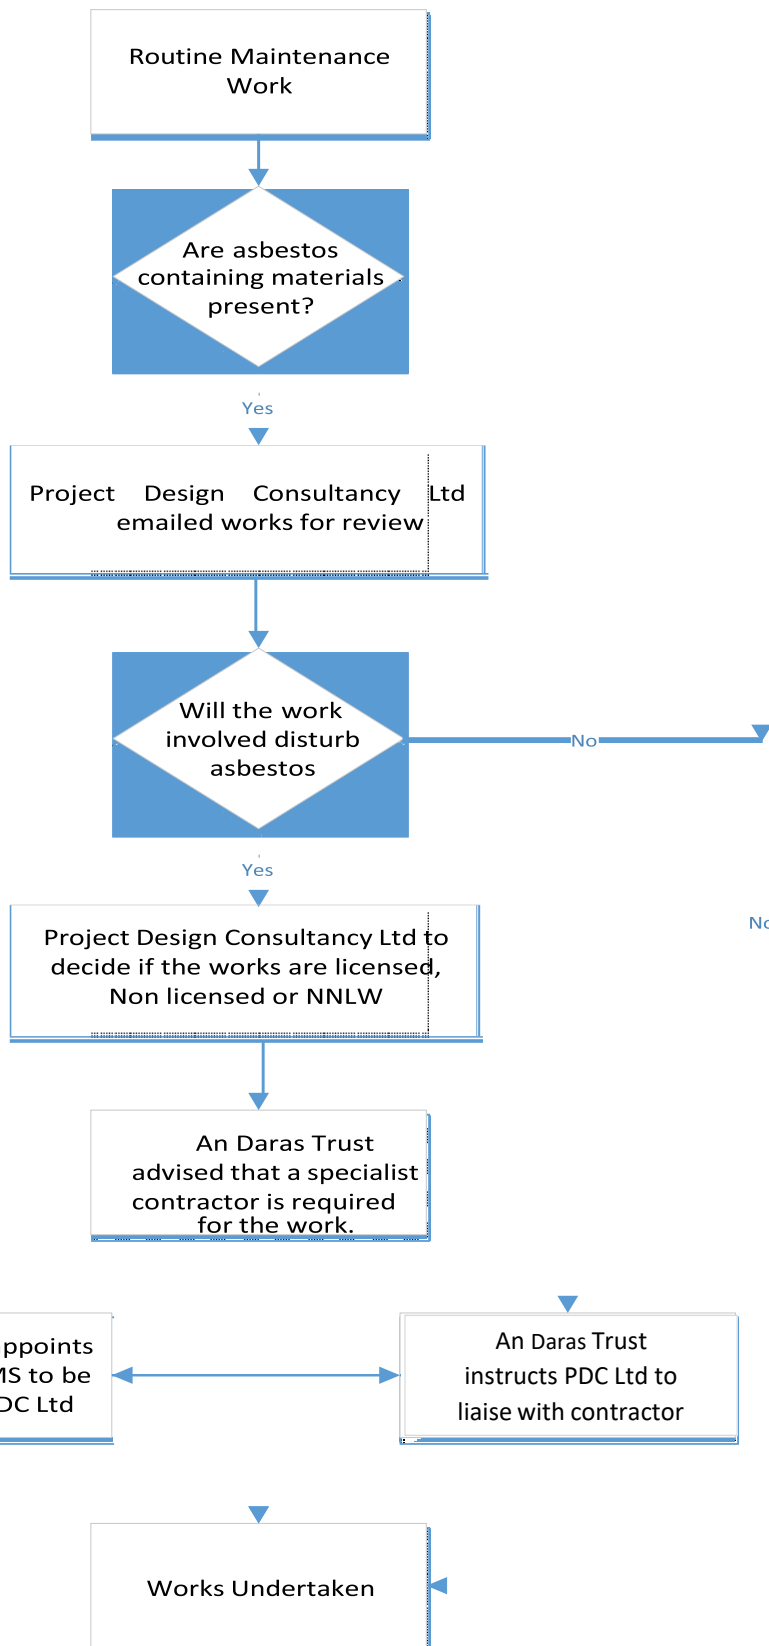 Routine Maintenance
Work
Are asbestos
containing materials
present?
Yes
Project Design Consultancy Ltd
emailed works for review
Will the work
involved disturb
asbestos
No
Yes
No
Project Design Consultancy Ltd to
decide if the works are licensed,
Non licensed or NNLW
An Daras Trust
advised that a specialist
contractor is required
for the work.
to be
Ltd
An Daras Trust
instructs PDC Ltd to
liaise with contractor
Works Undertaken